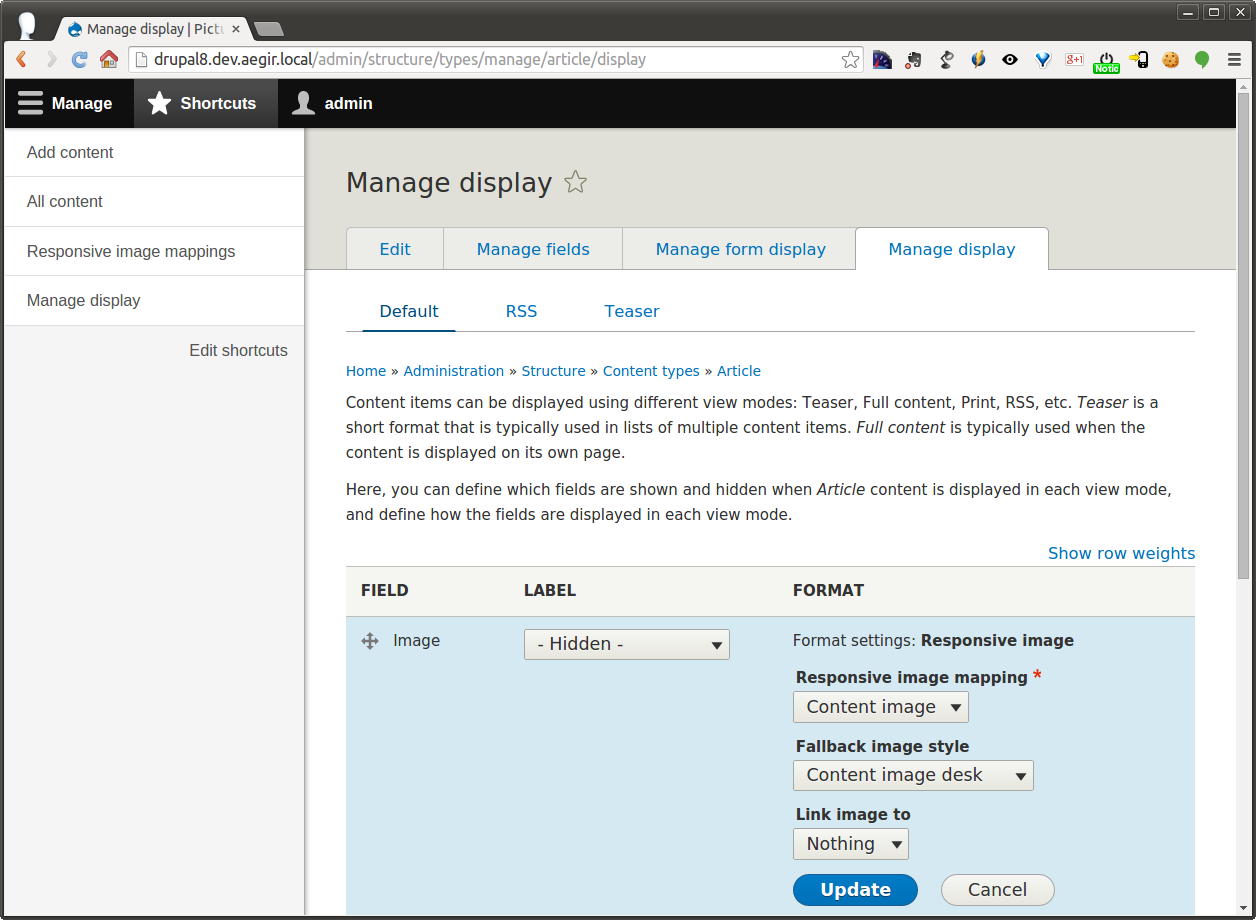 Manage display | Pict
drupal8.dev.aegir.local/admin/structure/types/manage/article/display
g+1
Notic
Manage
Shortcuts
admin
Add content
All content
Responsive image mappings
Manage display
Edit shortcuts
Manage display
Edit
Manage fields
Manage form display
Manage display
Default
RSS
Teaser
Home » Administration » Structure » Content types » Article
Content items can be displayed using different view modes: Teaser, Full content, Print, RSS, etc. Teaser is a
short format that is typically used in lists of multiple content items. Full content is typically used when the
content is displayed on its own page.
Here, you can define which fields are shown and hidden when Article content is displayed in each view mode,
and define how the fields are displayed in each view mode.
Show row weights
FIELD LABEL FORMAT
Image - Hidden - Format settings: Responsive image
Responsive image mapping *
Content image
Fallback image style
Content image desk
Link image to
Nothing
Update Cancel